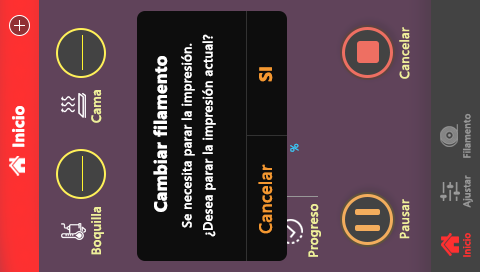 Inicio
Boquilla
Cama
Cambiar filamento
Se necesita parar la impresión.
¿Desea parar la impresión actual?
Cancelar
SI
%
Progreso
Pausar
Cancelar
Inicio
Ajustar
Filamento